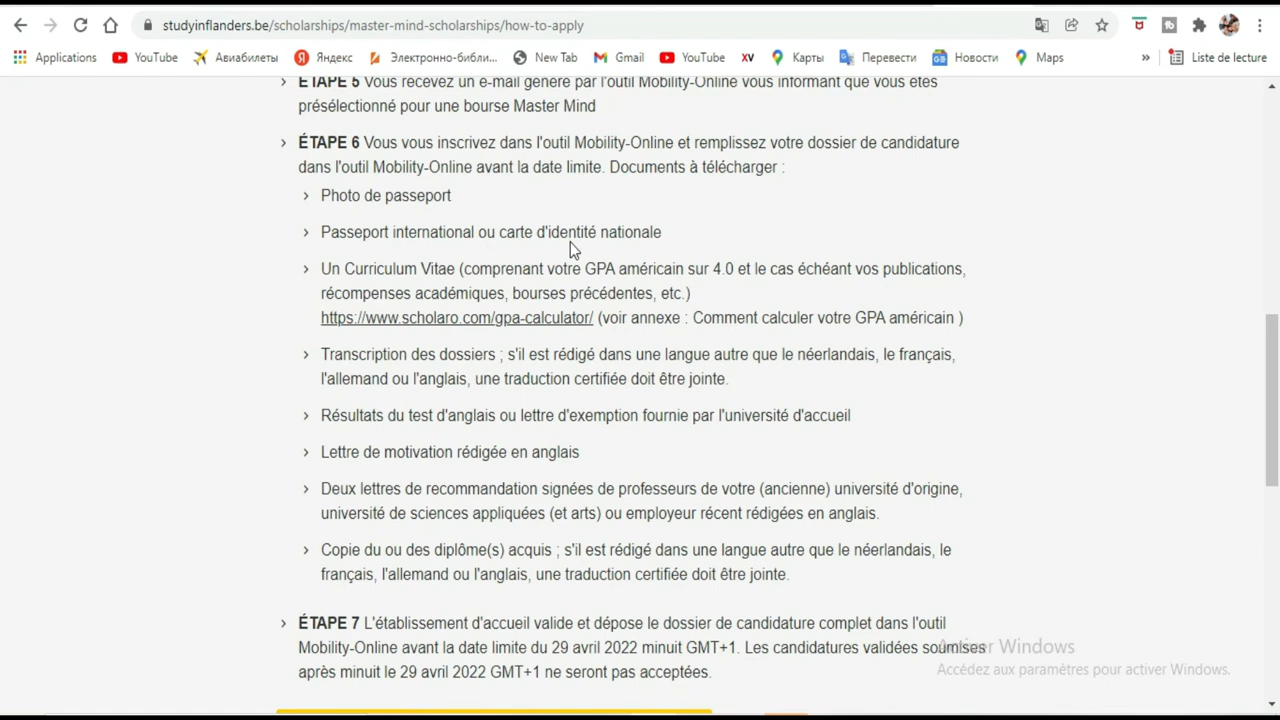 studyinflanders.be/scholarships/master-mind-scholarships/how-to-apply
Applications YouTube Авиабилеты Яндекс Электронно-библи... New Tab Gmail YouTube XV Карты Перевести Новости Maps » Liste de lecture
ÉTAPE 5 Vous recevez un e-mail généré par l'outil Mobility-Online vous informant que vous êtes
présélectionné pour une bourse Master Mind
ÉTAPE 6 Vous vous inscrivez dans l'outil Mobility-Online et remplissez votre dossier de candidature
dans l'outil Mobility-Online avant la date limite. Documents à télécharger :
Photo de passeport
Passeport international ou carte d'identité nationale
Un Curriculum Vitae (comprenant votre GPA américain sur 4.0 et le cas échéant vos publications,
récompenses académiques, bourses précédentes, etc.)
https://www.scholaro.com/gpa-calculator/ (voir annexe : Comment calculer votre GPA américain )
Transcription des dossiers ; s'il est rédigé dans une langue autre que le néerlandais, le français,
l'allemand ou l'anglais, une traduction certifiée doit être jointe.
Résultats du test d'anglais ou lettre d'exemption fournie par l'université d'accueil
Lettre de motivation rédigée en anglais
Deux lettres de recommandation signées de professeurs de votre (ancienne) université d'origine,
université de sciences appliquées (et arts) ou employeur récent rédigées en anglais.
Copie du ou des diplôme(s) acquis ; s'il est rédigé dans une langue autre que le néerlandais, le
français, l'allemand ou l'anglais, une traduction certifiée doit être jointe.
ÉTAPE 7 L'établissement d'accueil valide et dépose le dossier de candidature complet dans l'outil
Mobility-Online avant la date limite du 29 avril 2022 minuit GMT+1. Les candidatures validées soumises
après minuit le 29 avril 2022 GMT+1 ne seront pas acceptées.
Activer Windows
Accédez aux paramètres pour activer Windows.